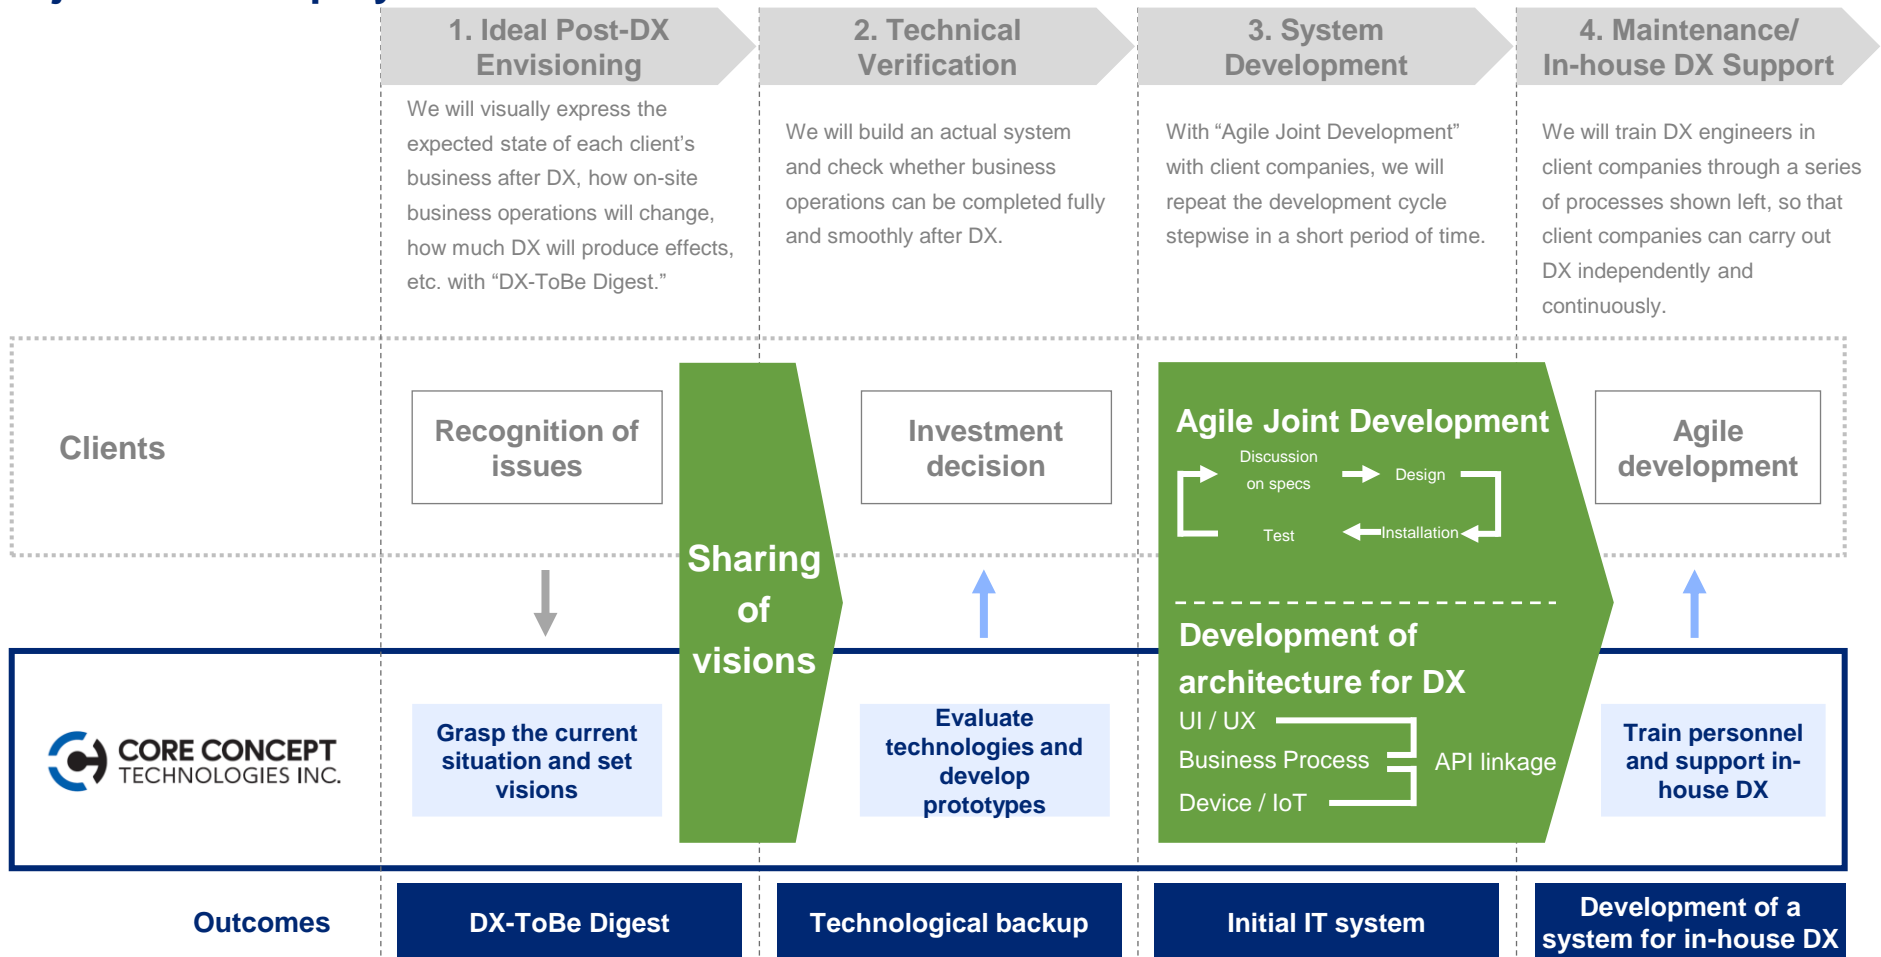 1. Ideal Post-DX
Envisioning
2. Technical
Verification
3. System
Development
4. Maintenance/
In-house DX Support
We will visually express the
expected state of each client's
business after DX, how on-site
business operations will change,
how much DX will produce effects,
etc. with “DX-ToBe Digest.”
We will build an actual system
and check whether business
operations can be completed fully
and smoothly after DX.
With “Agile Joint Development”
with client companies, we will
repeat the development cycle
stepwise in a short period of time.
We will train DX engineers in
client companies through a series
of processes shown left, so that
client companies can carry out
DX independently and
continuously.
Clients
Recognition of
issues
Sharing
of
visions
Investment
decision
Agile Joint Development
Discussion
on specs
Design
Test
Installation
Agile
development
Development of
architecture for DX
UI / UX
Business Process
Device / IoT
API linkage
CORE CONCEPT
TECHNOLOGIES INC.
Grasp the current
situation and set
visions
Evaluate
technologies and
develop
prototypes
Train personnel
and support in-
house DX
Outcomes
DX-ToBe Digest
Technological backup
Initial IT system
Development of a
system for in-house DX